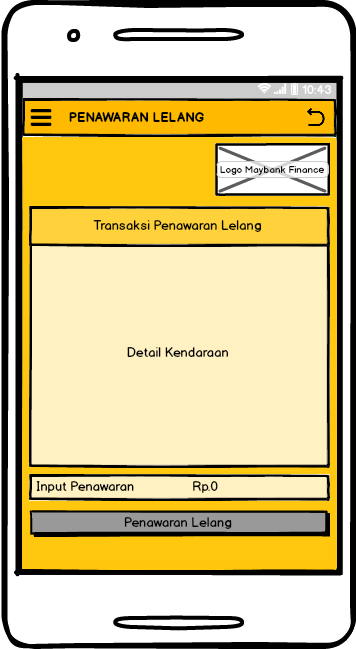 10:43
PENAWARAN LELANG
Logo Maybank Finance
Transaksi Penawaran Lelang
Detail Kendaraan
Input Penawaran Rp.0
Penawaran Lelang